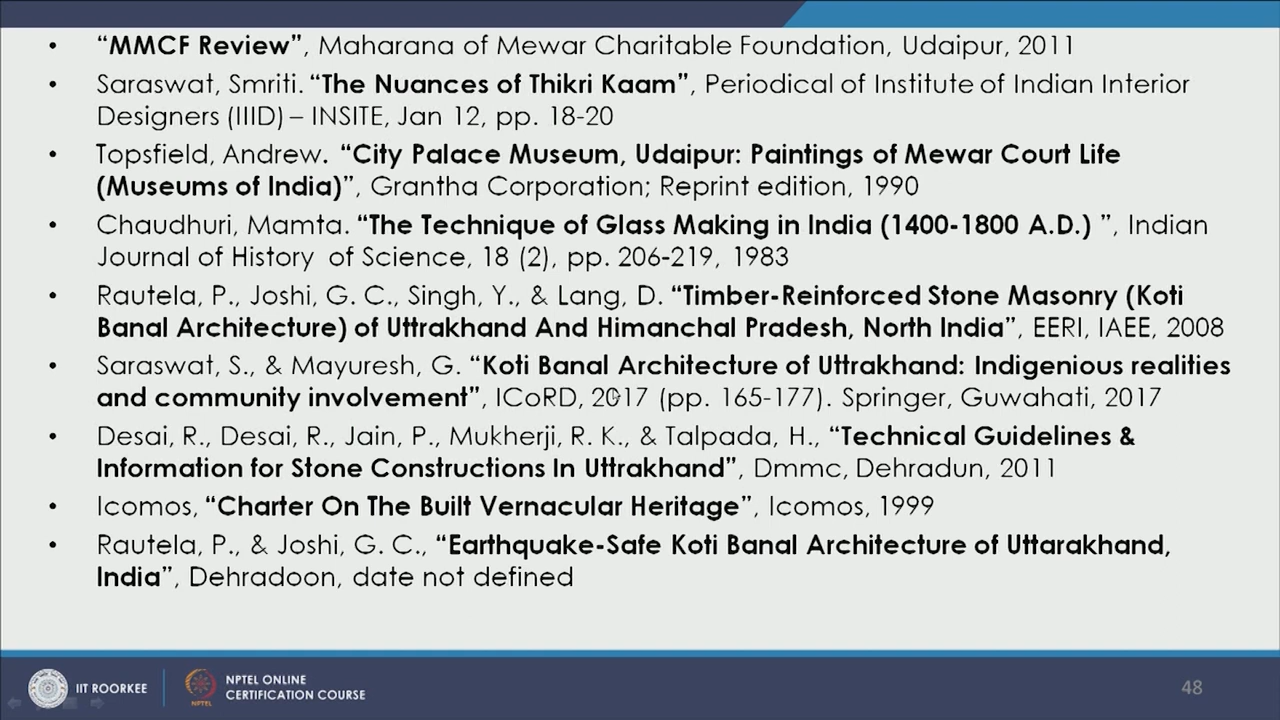 • “MMCF Review”, Maharana of Mewar Charitable Foundation, Udaipur, 2011
• Saraswat, Smriti. “The Nuances of Thikri Kaam”, Periodical of Institute of Indian Interior
Designers (IIID) – INSITE, Jan 12, pp. 18-20
• Topsfield, Andrew. “City Palace Museum, Udaipur: Paintings of Mewar Court Life
(Museums of India)”, Grantha Corporation; Reprint edition, 1990
• Chaudhuri, Mamta. “The Technique of Glass Making in India (1400-1800 A.D.) ”, Indian
Journal of History of Science, 18 (2), pp. 206-219, 1983
• Rautela, P., Joshi, G. C., Singh, Y., & Lang, D. “Timber-Reinforced Stone Masonry (Koti
Banal Architecture) of Uttrakhand And Himanchal Pradesh, North India”, EERI, IAEE, 2008
• Saraswat, S., & Mayuresh, G. “Koti Banal Architecture of Uttrakhand: Indigenious realities
and community involvement”, ICoRD, 2017 (pp. 165-177). Springer, Guwahati, 2017
• Desai, R., Desai, R., Jain, P., Mukherji, R. K., & Talpada, H., “Technical Guidelines &
Information for Stone Constructions In Uttrakhand”, Dmmc, Dehradun, 2011
• Icomos, “Charter On The Built Vernacular Heritage”, Icomos, 1999
• Rautela, P., & Joshi, G. C., “Earthquake-Safe Koti Banal Architecture of Uttarakhand,
India”, Dehradoon, date not defined
IIT ROORKEE
NPTEL
NPTEL ONLINE
CERTIFICATION COURSE
48